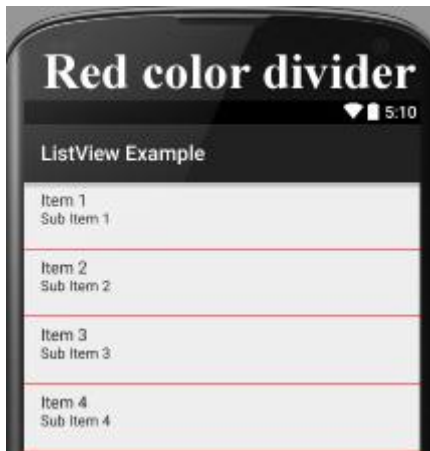 Red color divider
5:10
ListView Example
Item 1
Sub Item 1
Item 2
Sub Item 2
Item 3
Sub Item 3
Item 4
Sub Item 4